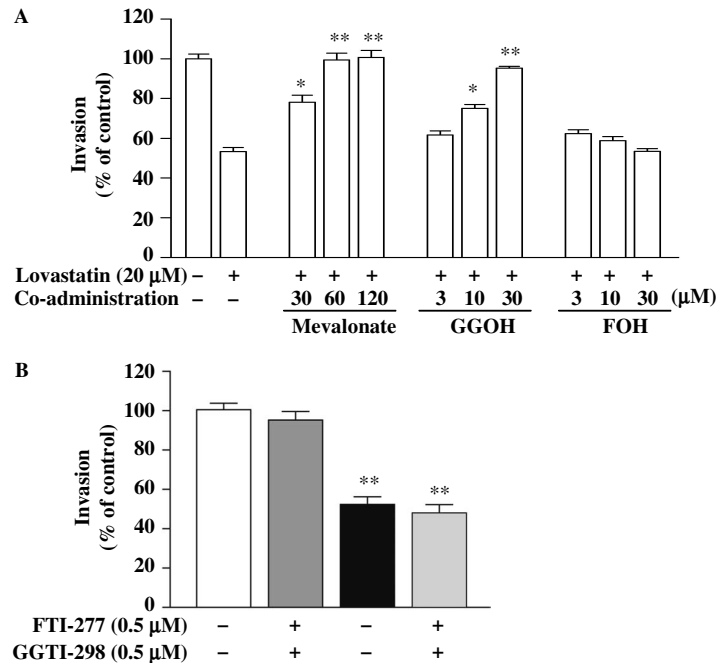 A
Invasion
(% of control)
120
100
80
60
40
20
0
* ** ** * **
Lovastatin (20 μM) – + + + + + + + + + +
Co-administration – – 30 60 120 3 10 30 3 10 30 (μM)
Mevalonate GGOH FOH
B
Invasion
(% of control)
120
100
80
60
40
20
0
** **
FTI-277 (0.5 μM) – + – +
GGTI-298 (0.5 μM) – + – +